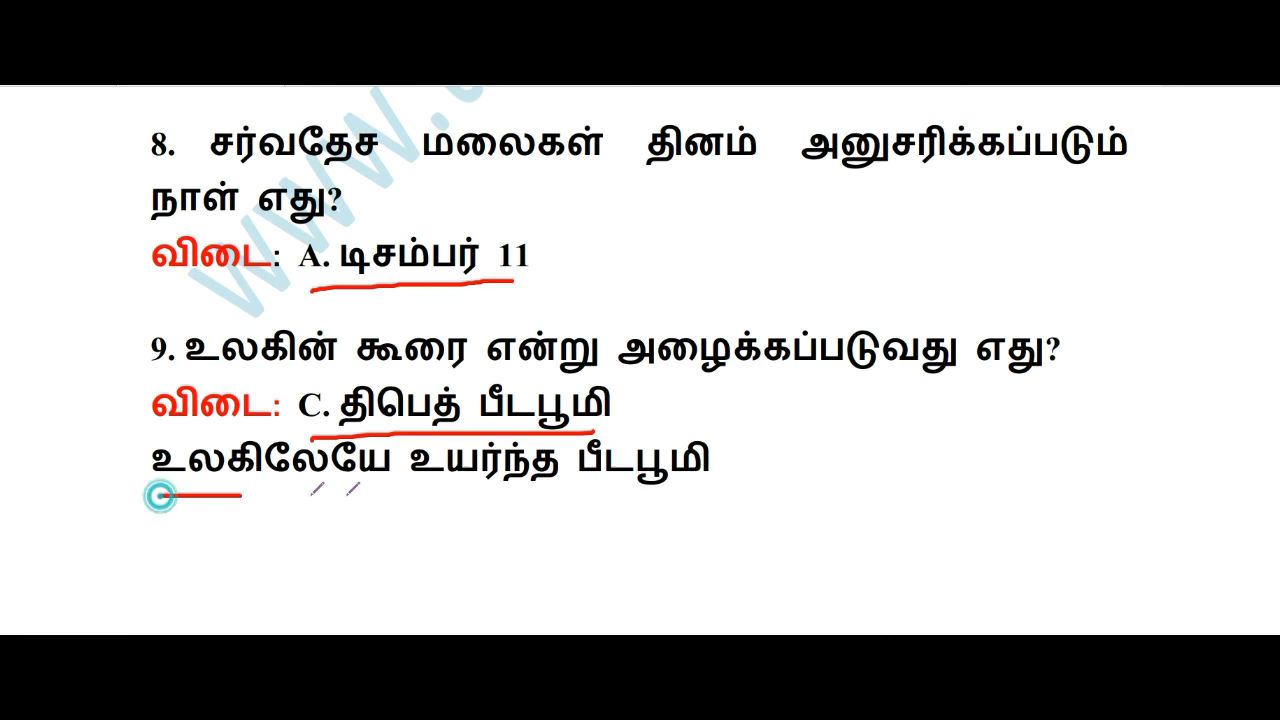 www.
8. சர்வதேச மலைகள் தினம் அனுசரிக்கப்படும்
நாள் எது?
விடை: A. டிசம்பர் 11
9. உலகின் கூரை என்று அழைக்கப்படுவது எது?
விடை: C. திபெத் பீடபூமி
உலகிலேயே உயர்ந்த பீடபூமி